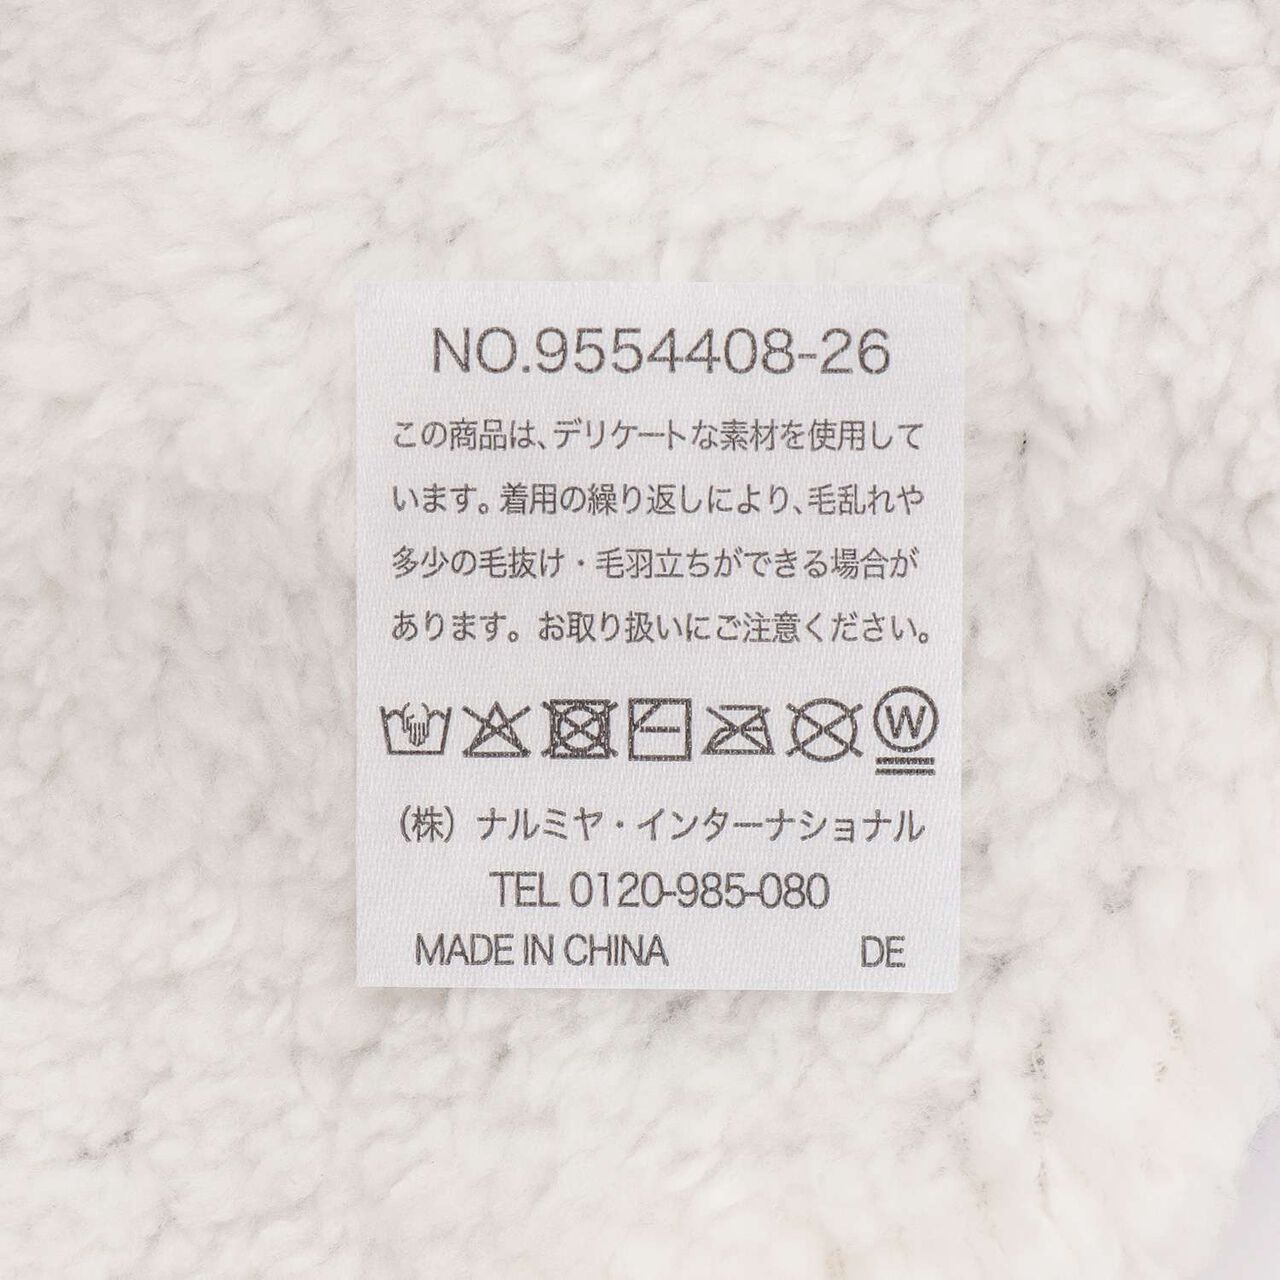 NO.9554408-26
この商品は、デリケートな素材を使用して
います。着用の繰り返しにより、毛乱れや
多少の毛抜け・毛羽立ちがでできる場合が
あります。お取り扱いにご注意ください。
W
（株）ナルミヤ・インターナショナル
TEL 0120-985-080
MADE IN CHINA DE